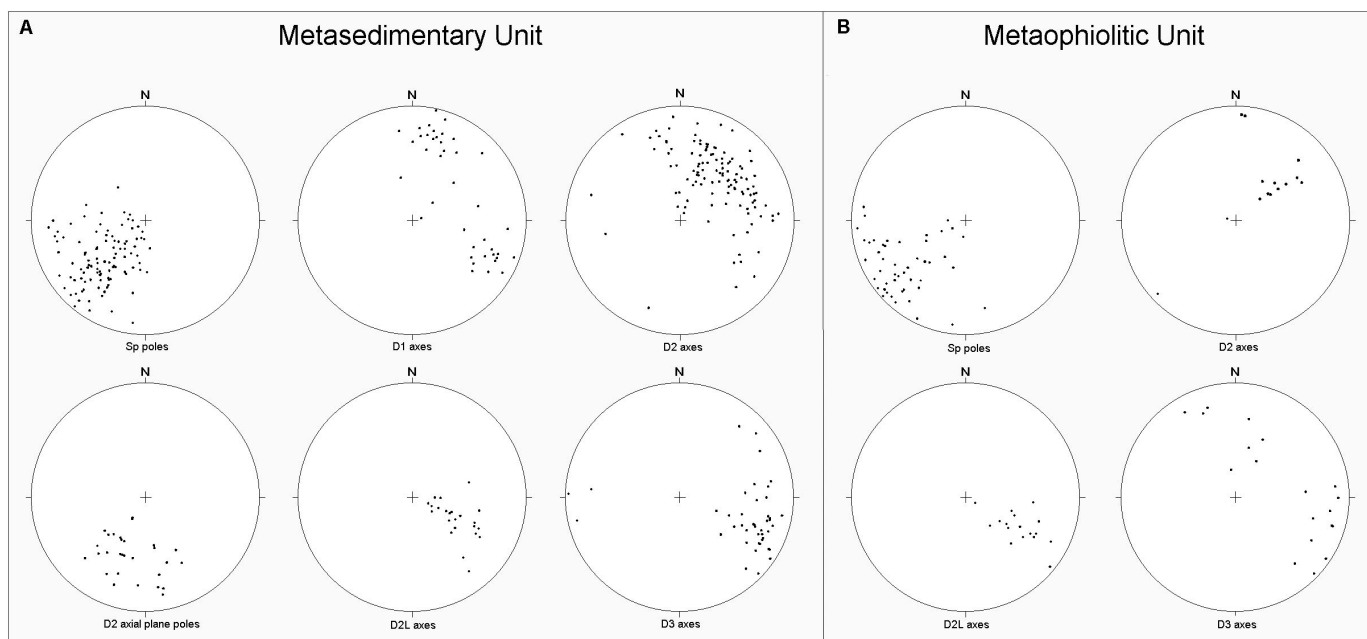 A
Metasedimentary Unit
N
N
N
Sp poles
D1 axes
D2 axes
N
N
N
D2 axial plane poles
D2L axes
D3 axes
B
Metaophiolitic Unit
N
N
Sp poles
D2 axes
N
N
D2L axes
D3 axes